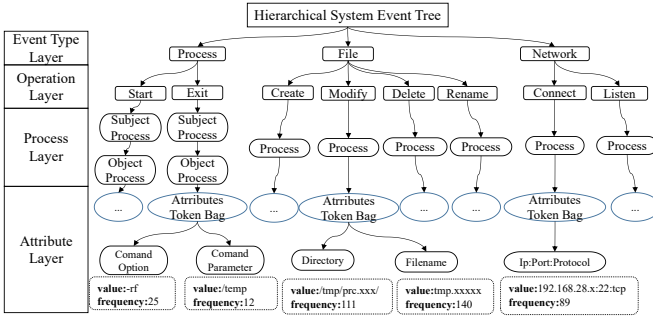 Hierarchical System Event Tree
Event Type
Layer
Process
File
Network
Operation
Layer
Start
Exit
Create
Modify
Delete
Rename
Connect
Listen
Process
Layer
Subject
Process
Subject
Process
Object
Process
Object
Process
Process
Process
Process
Process
Process
Process
Attribute
Layer
...
Atrributes
Token Bag
...
Atrributes
Token Bag
...
...
Atrributes
Token Bag
...
Comand
Option
Comand
Parameter
Directory
Filename
Ip:Port:Protocol
value:-rf
frequency:25
value:/temp
frequency:12
value:/tmp/prc.xxx/
frequency:111
value:tmp.xxxxx
frequency:140
value:192.168.28.x:22:tcp
frequency:89